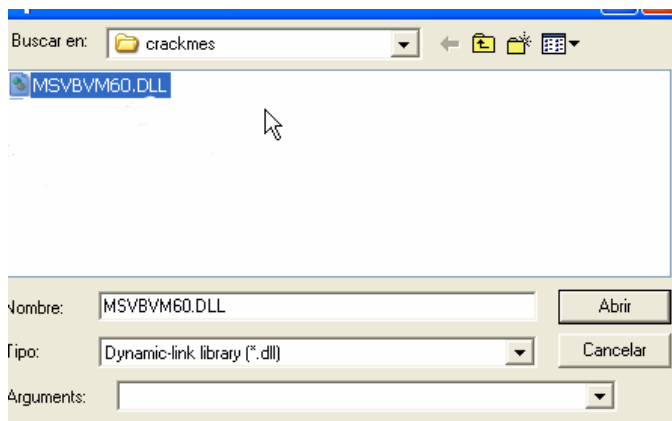 Buscar en: crackmes
MSVBVM60.DLL
Nombre: MSVBVM60.DLL Abrir
Tipo: Dynamic-link library (*.dll) Cancelar
Arguments: